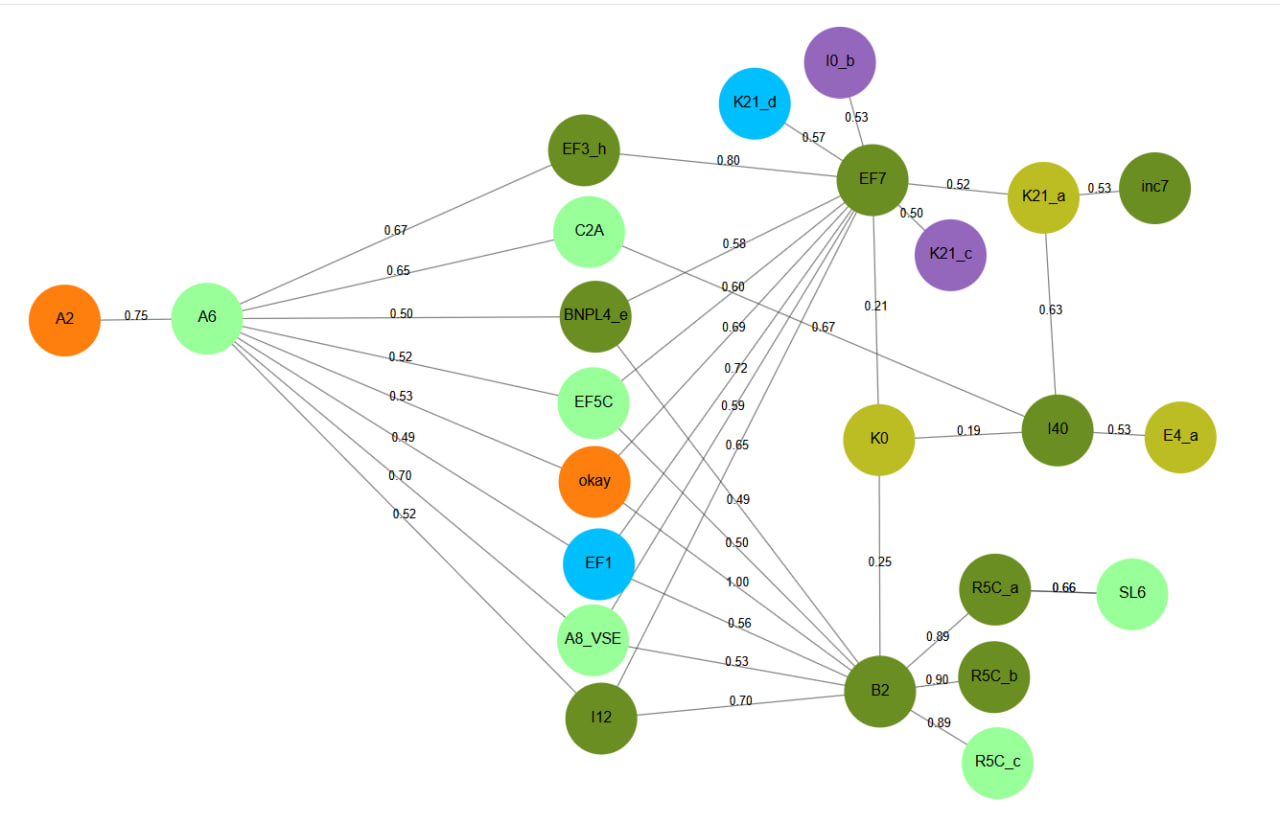 I0_b
K21_d
0.53
0.57
EF3_h
0.80
EF7
0.52
K21_a
0.53
inc7
0.50
0.67
C2A
0.58
K21_c
0.65
0.60
0.21
0.63
A2
0.75
A6
0.50
BNPL4_e
0.69
0.67
0.52
0.72
0.53
EF5C
0.59
0.49
0.65
K0
0.19
I40
0.53
E4_a
0.70
okay
0.49
0.52
0.50
EF1
1.00
0.25
R5C_a
0.66
SL6
0.56
0.89
A8_VSE
0.53
0.90
R5C_b
B2
I12
0.70
0.89
R5C_c